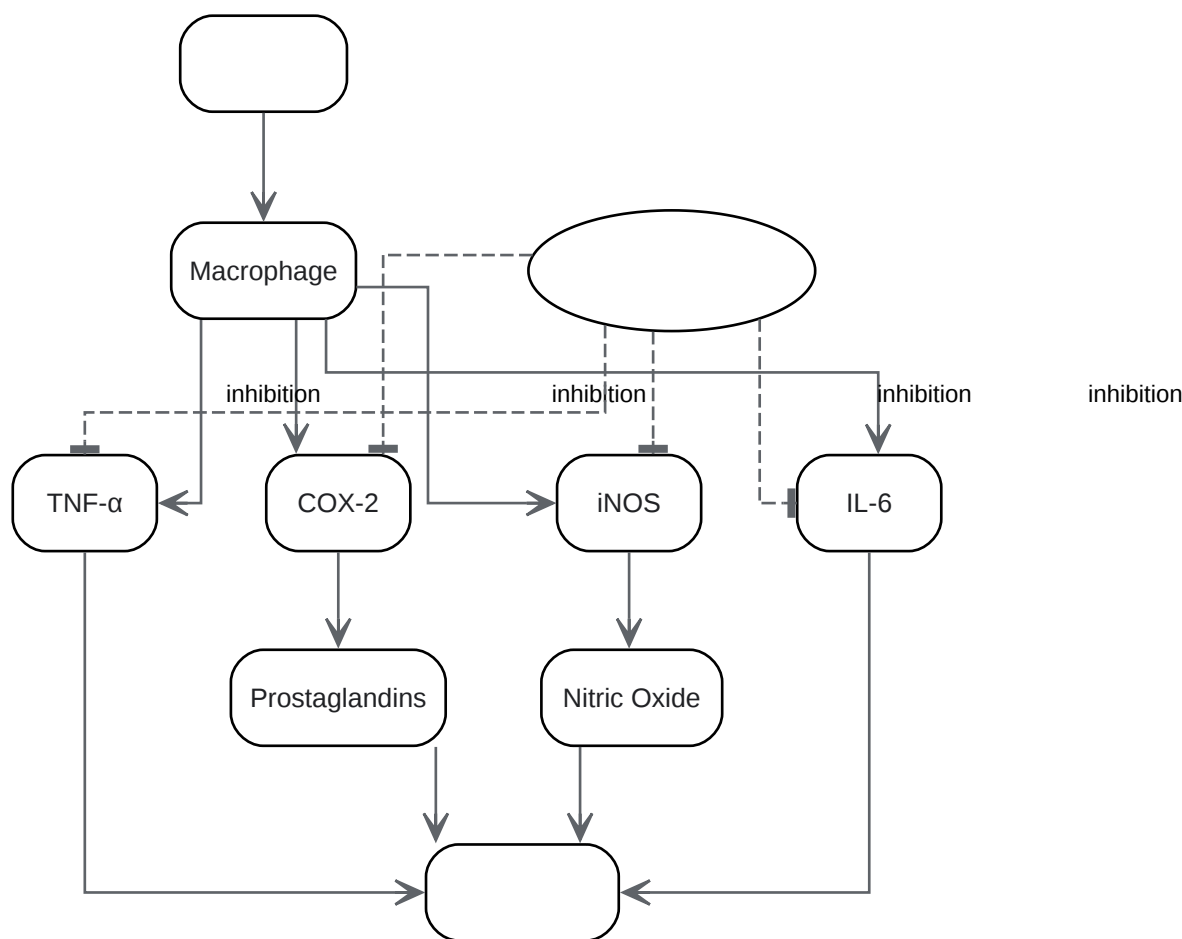 Macrophage
inhibition
inhibition
inhibition
inhibition
TNF-α
COX-2
iNOS
IL-6
Prostaglandins
Nitric Oxide